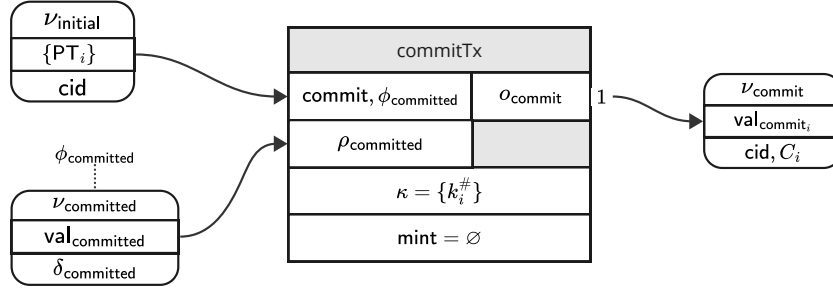 ν_initial
{PT_i}
cid
φ_committed
ν_committed
val_committed
δ_committed
commitTx
commit, φ_committed
o_commit
1
ρ_committed
κ = {k_i^#}
mint = ∅
ν_commit
val_commit_i
cid, C_i